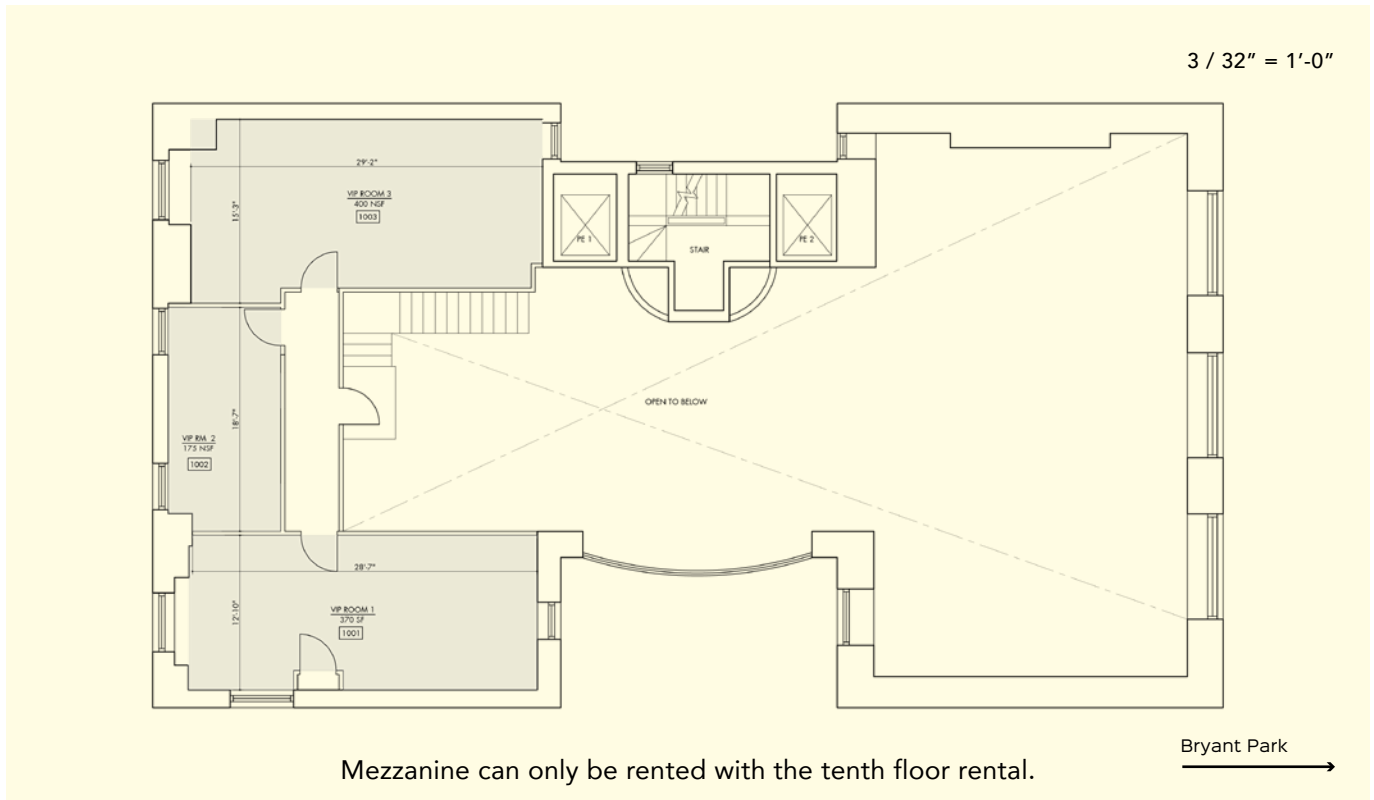 3 / 32” = 1’-0”
29'-2"
VIP ROOM 3
400 NSF
1003
15'-3"
PE 1
STAIR
PE 2
OPEN TO BELOW
18'-7"
VIP RM 2
175 NSF
1002
28'-7"
12'-10"
VIP ROOM 1
370 SF
1001
Bryant Park
Mezzanine can only be rented with the tenth floor rental.